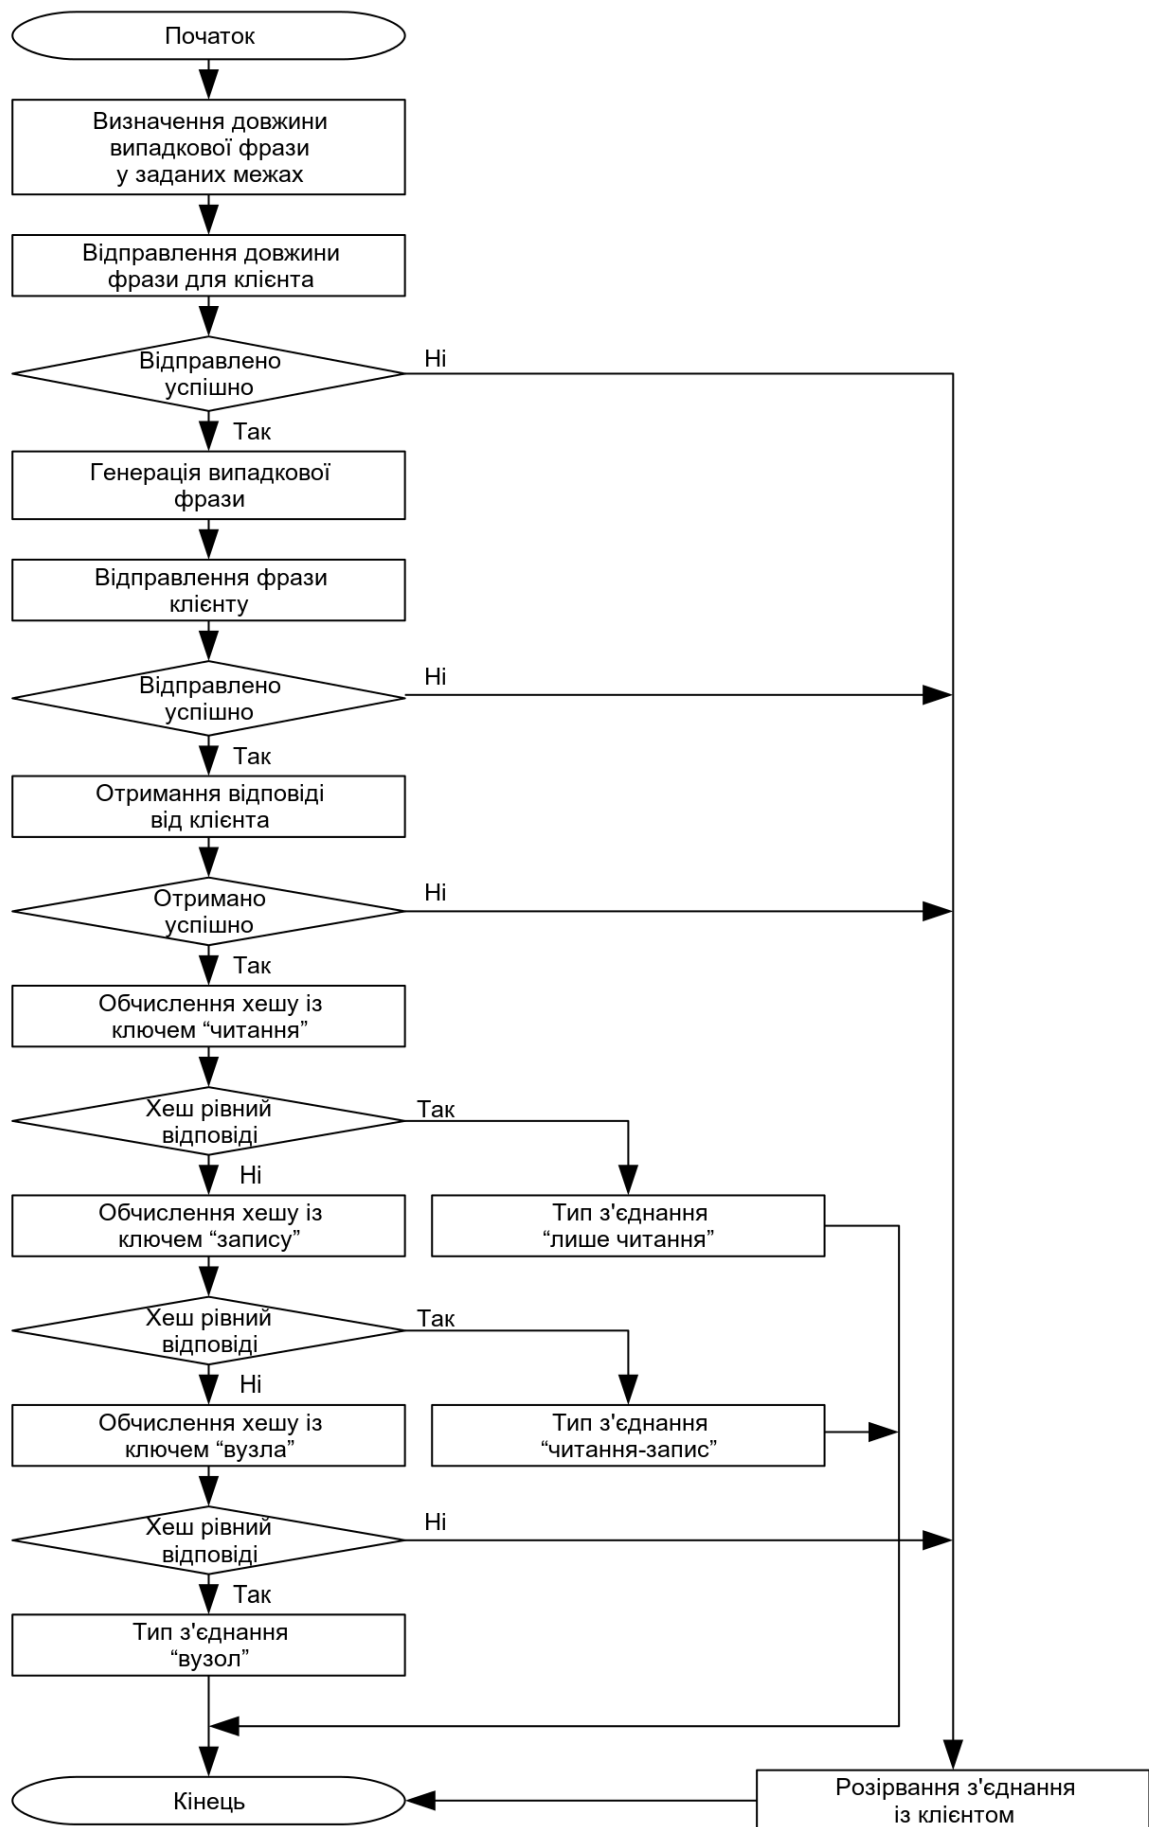 Початок
Визначення довжини
випадкової фрази
у заданих межах
Відправлення довжини
фрази для клієнта
Відправлено
успішно
Ні
Так
Генерація випадкової
фрази
Відправлення фрази
клієнту
Відправлено
успішно
Ні
Так
Отримання відповіді
від клієнта
Отримано
успішно
Ні
Так
Обчислення хешу із
ключем “читання”
Хеш рівний
відповіді
Так
Ні
Обчислення хешу із
ключем “запису”
Тип з'єднання
“лише читання”
Хеш рівний
відповіді
Так
Ні
Обчислення хешу із
ключем “вузла”
Тип з'єднання
“читання-запис”
Хеш рівний
відповіді
Ні
Так
Тип з'єднання
“вузол”
Кінець
Розірвання з'єднання
із клієнтом